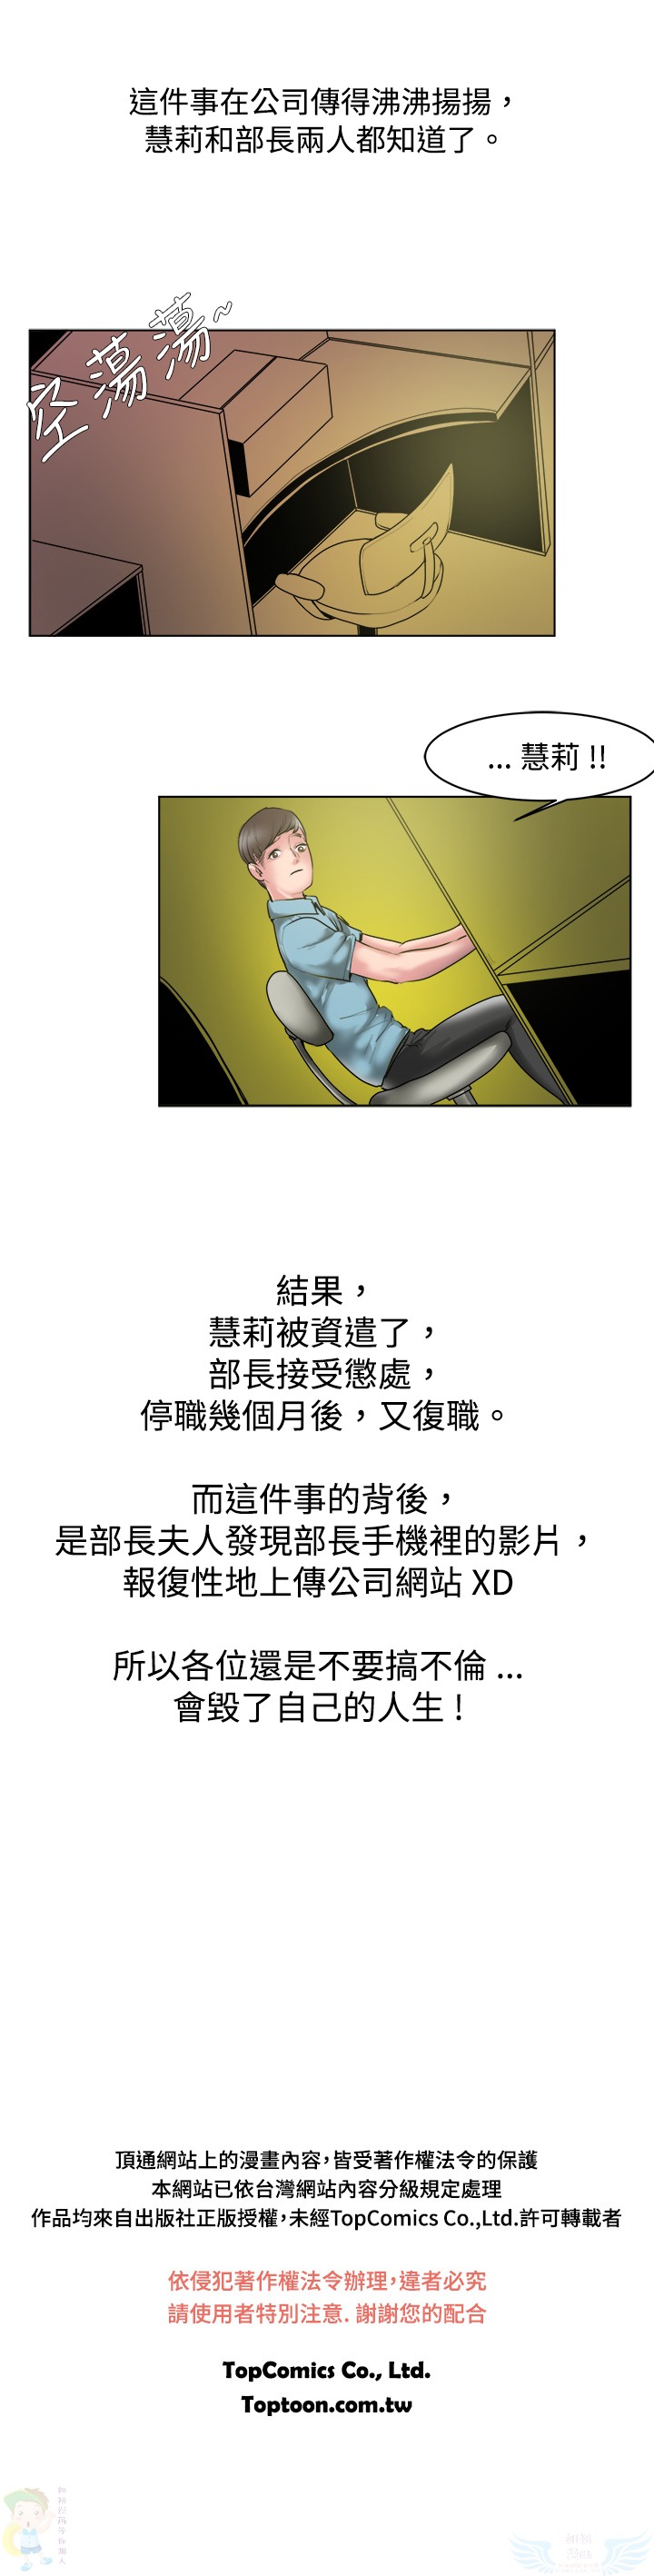 這件事在公司傳得沸沸揚揚，
慧莉和部長兩人都知道了。
空蕩蕩~
... 慧莉 !!
結果，
慧莉被資遣了，
部長接受懲處，
停職幾個月後，又復職。
而這件事的背後，
是部長夫人發現部長手機裡的影片，
報復性地上傳公司網站 XD
所以各位還是不要搞不倫 ...
會毀了自己的人生 !
頂通網站上的漫畫內容，皆受著作權法令的保護
本網站已依台灣網站內容分級規定處理
作品均來自出版社正版授權，未經TopComics Co.,Ltd.許可轉載者
依侵犯著作權法令辦理，違者必究
請使用者特別注意. 謝謝您的配合
TopComics Co., Ltd.
Toptoon.com.tw